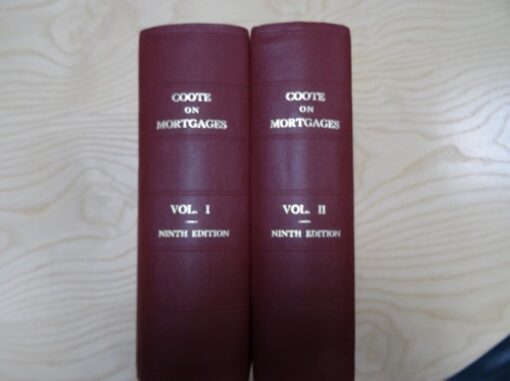 COOTE
ON
MORTGAGES
VOL. I
NINTH EDITION
COOTE
ON
MORTGAGES
VOL. II
NINTH EDITION